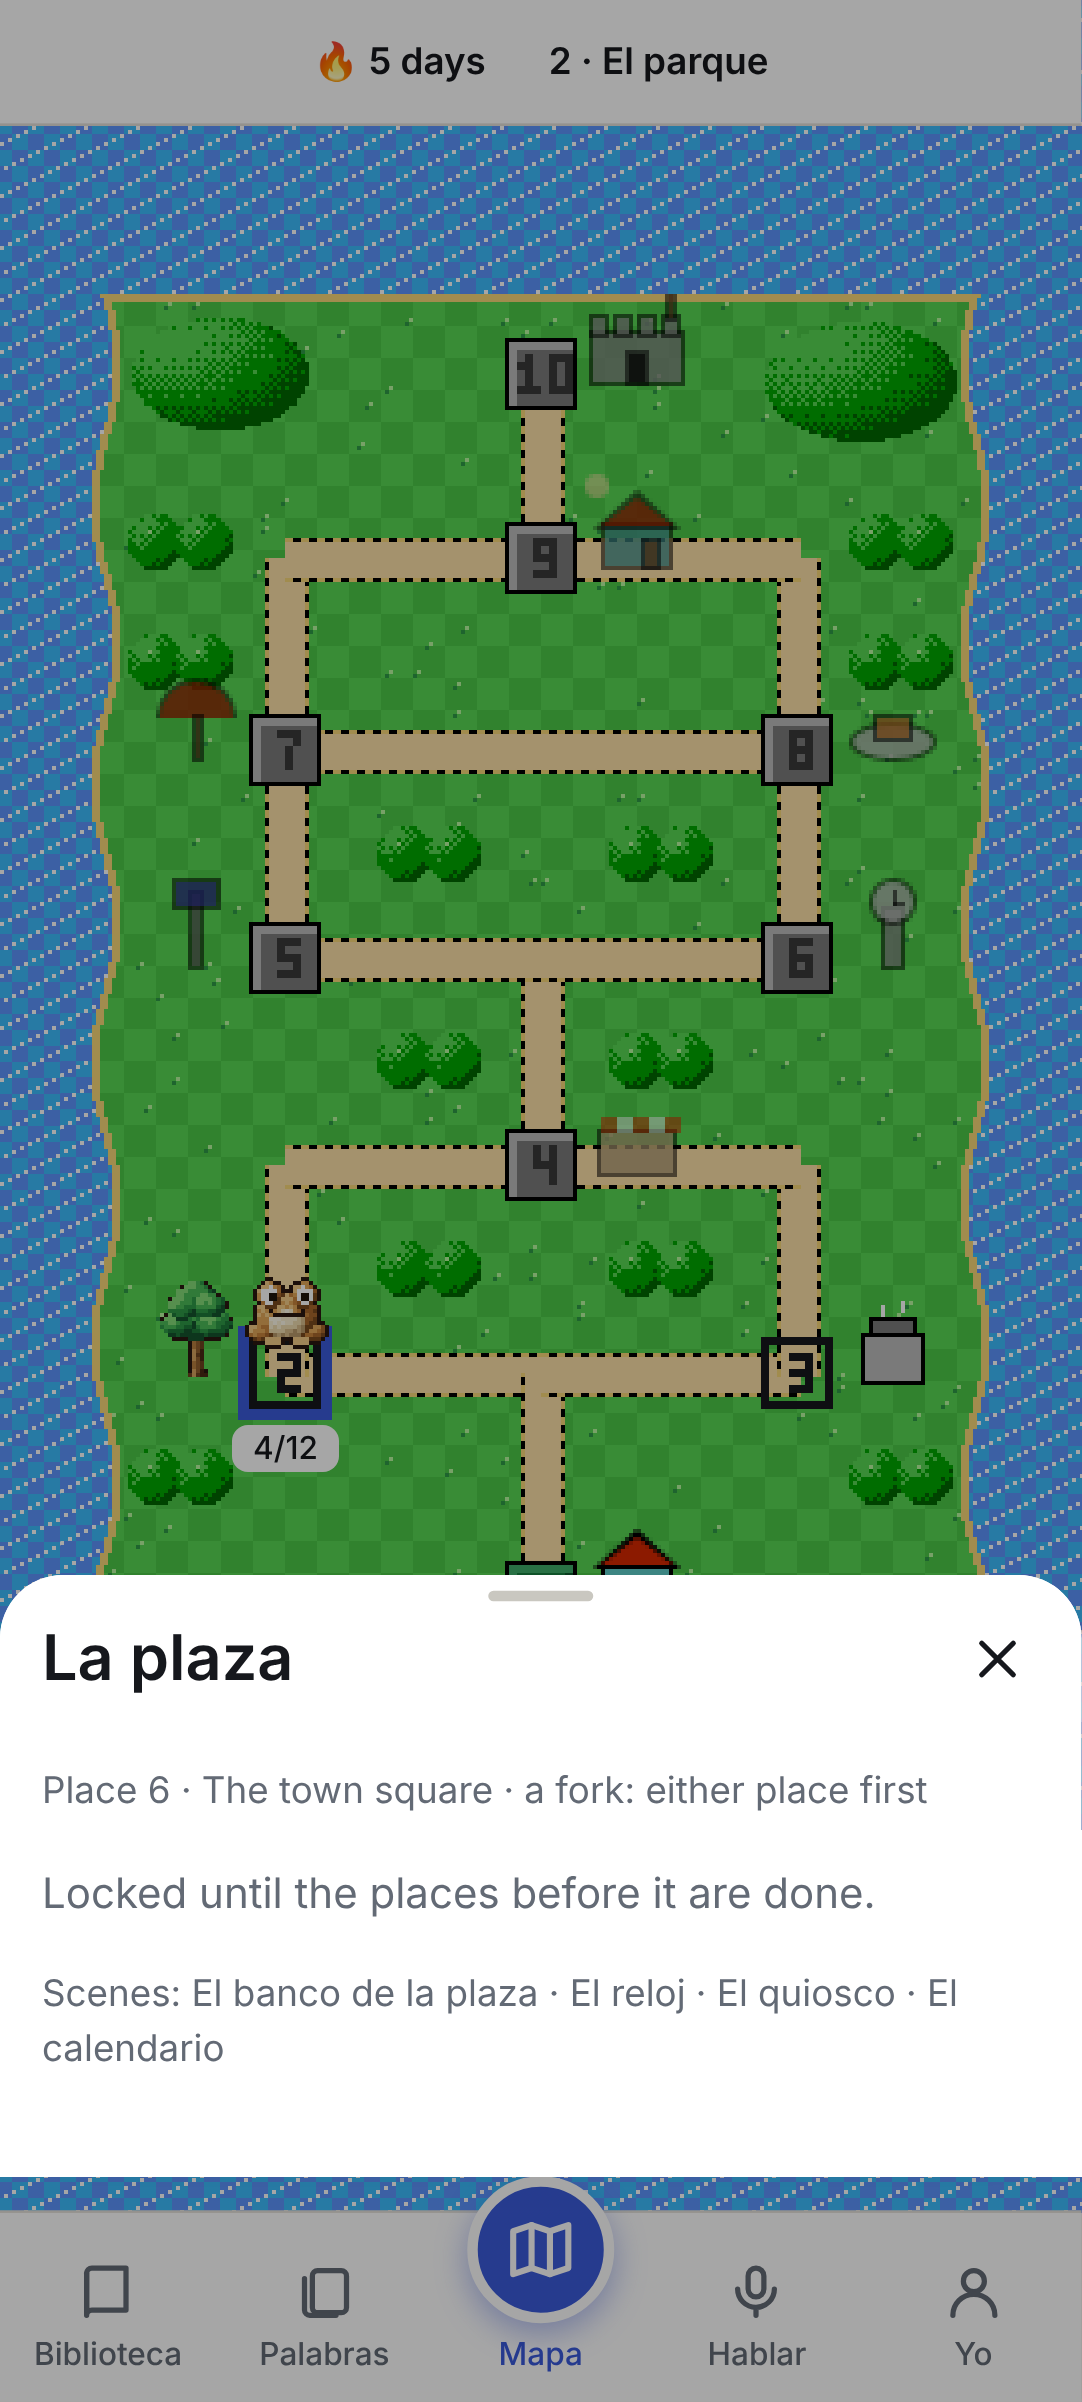 5 days 2 · El parque
10
9
7 8
5 6
4
2 3
4/12
La plaza
Place 6 · The town square · a fork: either place first
Locked until the places before it are done.
Scenes: El banco de la plaza · El reloj · El quiosco · El
calendario
Biblioteca Palabras Mapa Hablar Yo